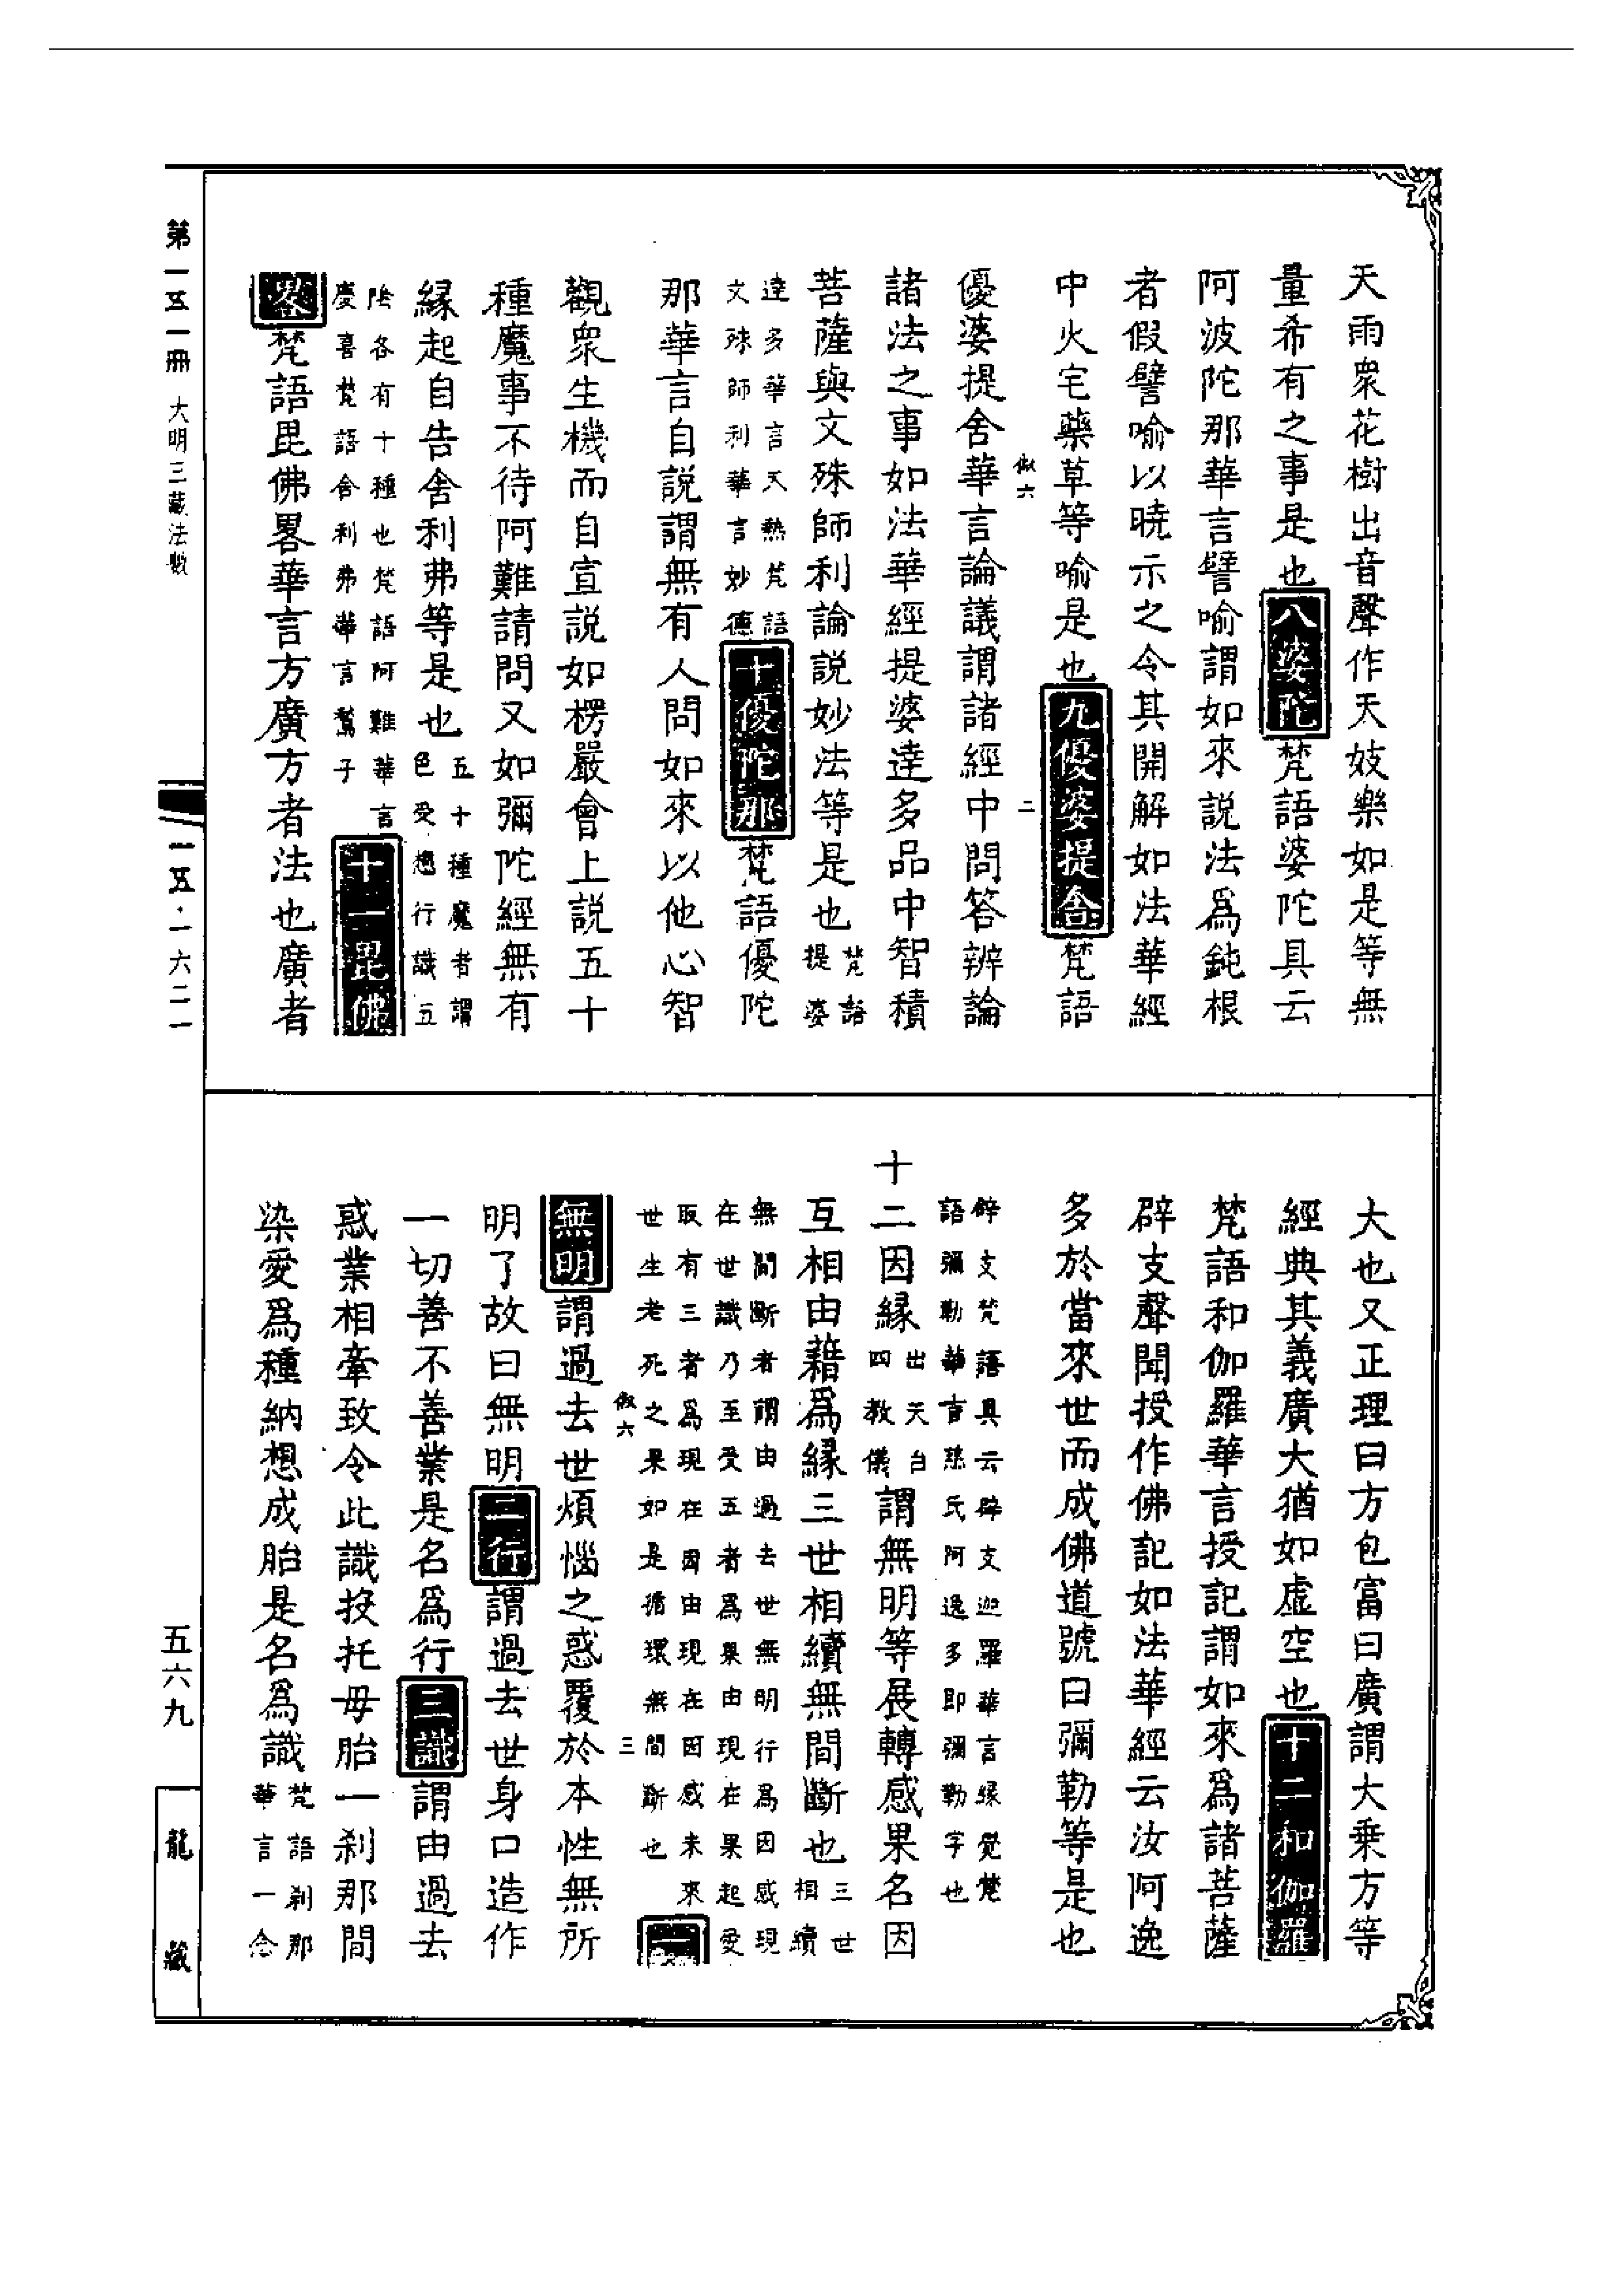 天雨衆花樹出音聲作天妓樂如是等無
量希有之事是也八婆陀梵語婆陀具云
阿波陀那華言譬喻謂如來說法爲鈍根
者假譬喻以曉示之令其開解如法華經
中火宅藥草等喻是也九優婆提舍梵語
倣六
二
優婆提舍華言論議謂諸經中問答辨論
諸法之事如法華經提婆達多品中智積
菩薩與文殊師利論説妙法等是也梵語
提婆
達多華言天熱梵語
文殊師利華言妙德十優陀那梵語優陀
那華言自説謂無有人問如來以他心智
觀衆生機而自宣説如楞嚴會上説五十
種魔事不待阿難請問又如彌陀經無有
緣起自告舍利弗等是也五十種魔者謂
色受想行識五
陰各有十種也梵語阿難華言
慶喜梵語舍利弗華言鶖子十一毘佛
畧梵語毘佛畧華言方廣方者法也廣者
大也又正理曰方包富曰廣謂大乗方等
經典其義廣大猶如虛空也十二和伽羅
梵語和伽羅華言授記謂如來爲諸菩薩
辟支聲聞授作佛記如法華經云汝阿逸
多於當來世而成佛道號曰彌勒等是也
辟支梵語具云辟支迦羅華言緣覺梵
語彌勒華言慈氏阿逸多即彌勒字也
十二因緣出天台
四教儀謂無明等展轉感果名因
互相由藉爲緣三世相續無間斷也三世
相續
無間斷者謂由過去世無明行爲因感現
在世識乃至受五者爲果由現在果起愛
取有三者爲現在因由現在因感未來
世生老死之果如是循環無間斷也一
倣六
三
無明謂過去世煩惱之惑覆於本性無所
明了故曰無明二行謂過去世身口造作
一切善不善業是名爲行三識謂由過去
惑業相牽致令此識投托母胎一刹那間
染愛爲種納想成胎是名爲識梵語刹那
華言一念
第一五一冊 大明三藏法數
一五·一六二一
五六九
龍藏